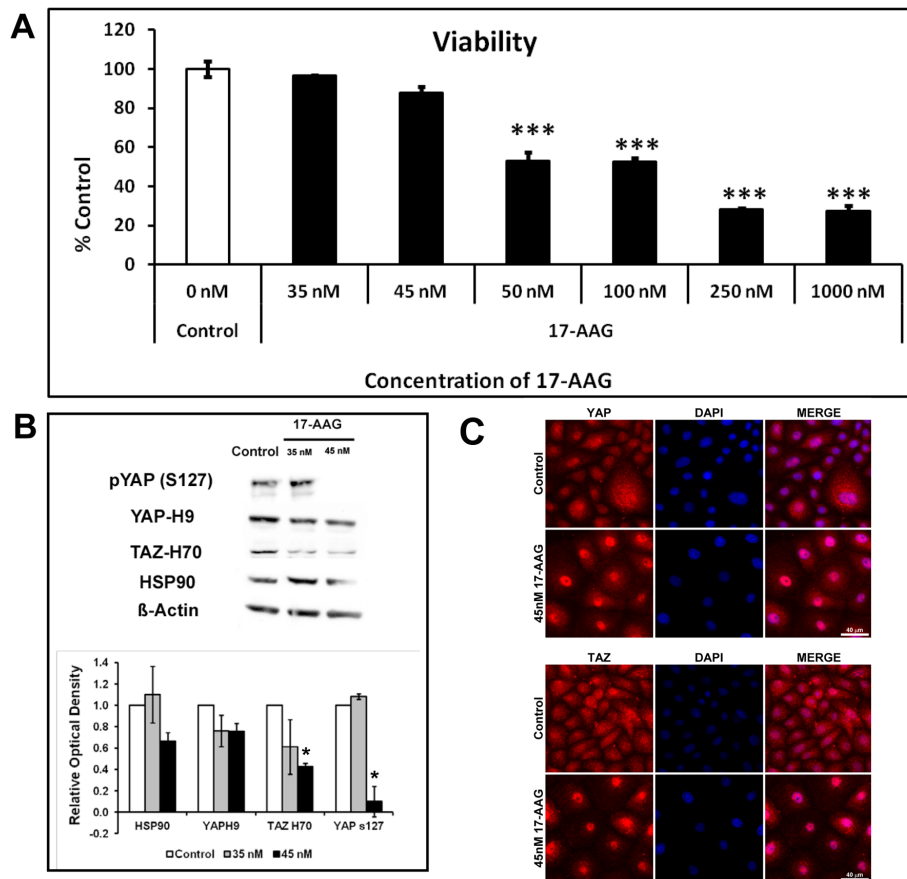 A
Viability
% Control
120
100
80
60
40
20
0
*** *** *** ***
0 nM 35 nM 45 nM 50 nM 100 nM 250 nM 1000 nM
Control 17-AAG
Concentration of 17-AAG
B
17-AAG
Control 35 nM 45 nM
pYAP (S127)
YAP-H9
TAZ-H70
HSP90
ß-Actin
Relative Optical Density
1.4
1.2
1.0
0.8
0.6
0.4
0.2
0.0
-0.2
* *
HSP90 YAPH9 TAZ H70 YAP s127
Control 35 nM 45 nM
C
YAP DAPI MERGE
Control
45nM 17-AAG
40 µm
TAZ DAPI MERGE
Control
45nM 17-AAG
40 µm